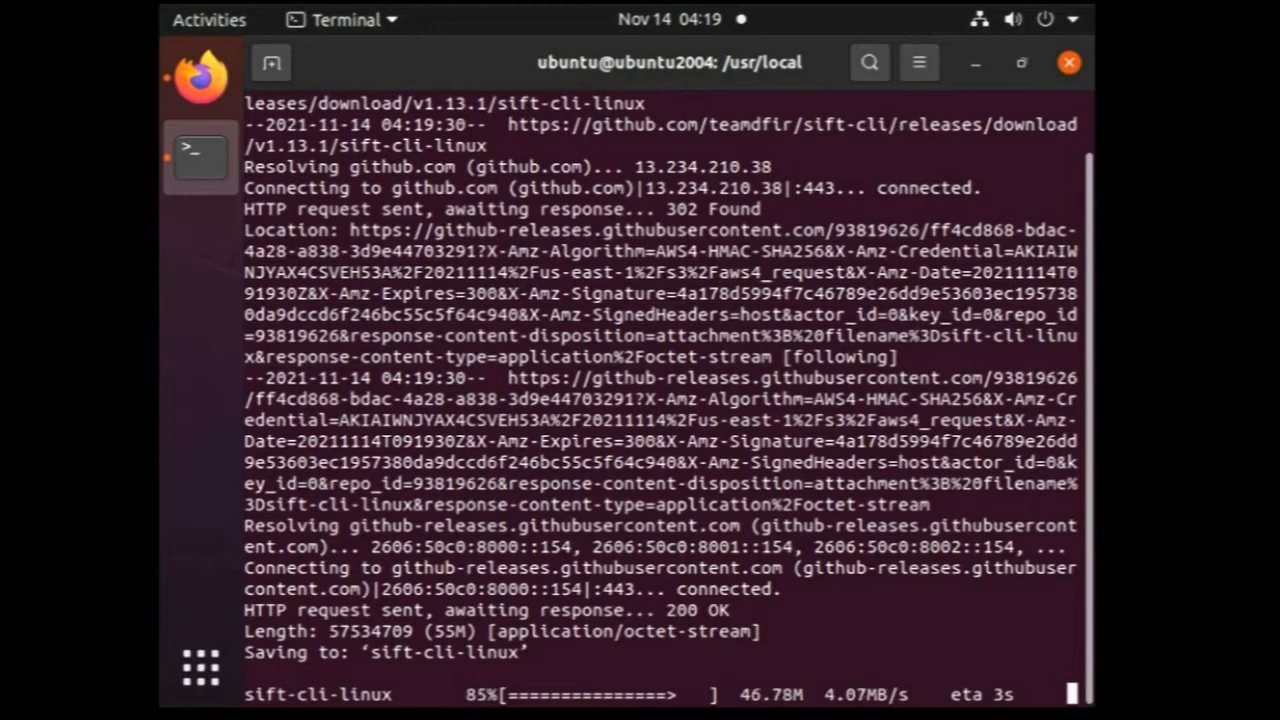 Activities Terminal Nov 14 04:19
ubuntu@ubuntu2004: /usr/local
leases/download/v1.13.1/sift-cli-linux
--2021-11-14 04:19:30-- https://github.com/teamdfir/sift-cli/releases/download
/v1.13.1/sift-cli-linux
Resolving github.com (github.com)... 13.234.210.38
Connecting to github.com (github.com)|13.234.210.38|:443... connected.
HTTP request sent, awaiting response... 302 Found
Location: https://github-releases.githubusercontent.com/93819626/ff4cd868-bdac-
4a28-a838-3d9e44703291?X-Amz-Algorithm=AWS4-HMAC-SHA256&X-Amz-Credential=AKIAIW
NJYAX4CSVEH53A%2F20211114%2Fus-east-1%2Fs3%2Faws4_request&X-Amz-Date=20211114T0
91930Z&X-Amz-Expires=300&X-Amz-Signature=4a178d5994f7c46789e26dd9e53603ec195738
0da9dccd6f246bc55c5f64c940&X-Amz-SignedHeaders=host&actor_id=0&key_id=0&repo_id
=93819626&response-content-disposition=attachment%3B%20filename%3Dsift-cli-linu
x&response-content-type=application%2Foctet-stream [following]
--2021-11-14 04:19:30-- https://github-releases.githubusercontent.com/93819626
/ff4cd868-bdac-4a28-a838-3d9e44703291?X-Amz-Algorithm=AWS4-HMAC-SHA256&X-Amz-Cr
edential=AKIAIWNJYAX4CSVEH53A%2F20211114%2Fus-east-1%2Fs3%2Faws4_request&X-Amz-
Date=20211114T091930Z&X-Amz-Expires=300&X-Amz-Signature=4a178d5994f7c46789e26dd
9e53603ec1957380da9dccd6f246bc55c5f64c940&X-Amz-SignedHeaders=host&actor_id=0&k
ey_id=0&repo_id=93819626&response-content-disposition=attachment%3B%20filename%
3Dsift-cli-linux&response-content-type=application%2Foctet-stream
Resolving github-releases.githubusercontent.com (github-releases.githubusercont
ent.com)... 2606:50c0:8000::154, 2606:50c0:8001::154, 2606:50c0:8002::154, ...
Connecting to github-releases.githubusercontent.com (github-releases.githubuser
content.com)|2606:50c0:8000::154|:443... connected.
HTTP request sent, awaiting response... 200 OK
Length: 57534709 (55M) [application/octet-stream]
Saving to: ‘sift-cli-linux’
sift-cli-linux 85%[===============> ] 46.78M 4.07MB/s eta 3s